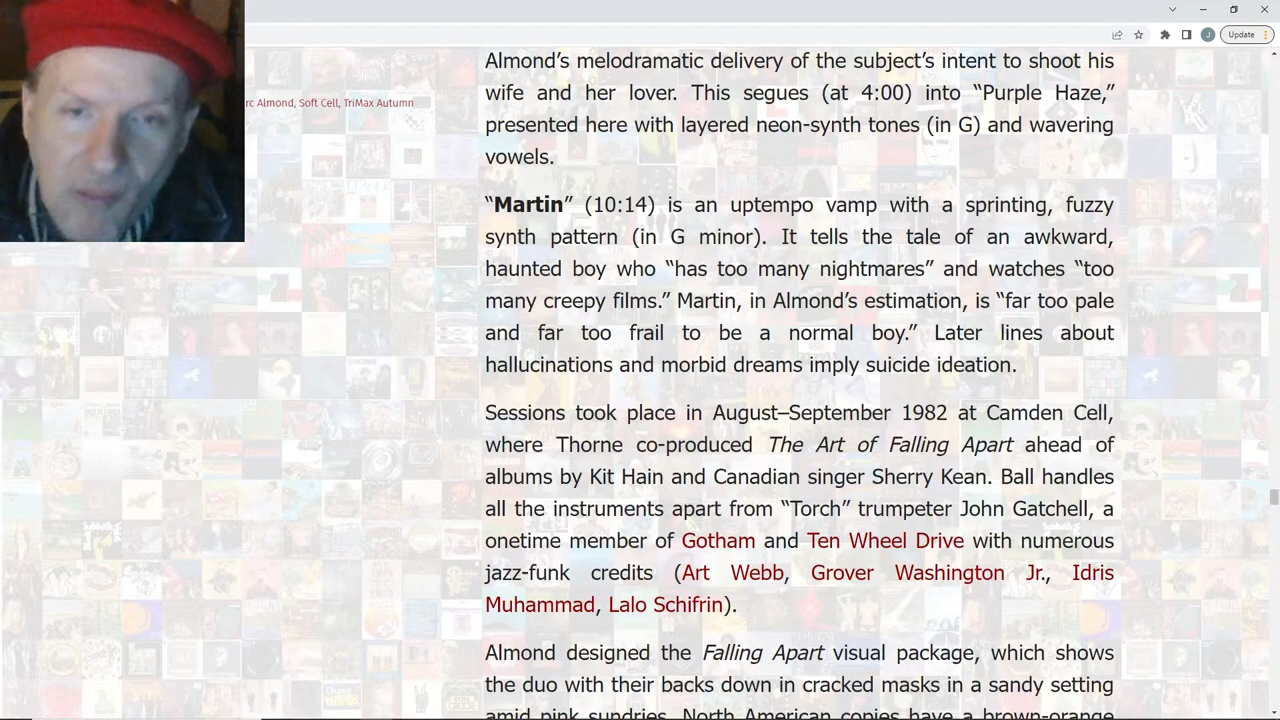 Update
rc Almond, Soft Cell, TriMax Autumn
Almond’s melodramatic delivery of the subject’s intent to shoot his
wife and her lover. This segues (at 4:00) into “Purple Haze,”
presented here with layered neon-synth tones (in G) and wavering
vowels.
“Martin” (10:14) is an uptempo vamp with a sprinting, fuzzy
synth pattern (in G minor). It tells the tale of an awkward,
haunted boy who “has too many nightmares” and watches “too
many creepy films.” Martin, in Almond’s estimation, is “far too pale
and far too frail to be a normal boy.” Later lines about
hallucinations and morbid dreams imply suicide ideation.
Sessions took place in August–September 1982 at Camden Cell,
where Thorne co-produced The Art of Falling Apart ahead of
albums by Kit Hain and Canadian singer Sherry Kean. Ball handles
all the instruments apart from “Torch” trumpeter John Gatchell, a
onetime member of Gotham and Ten Wheel Drive with numerous
jazz-funk credits (Art Webb, Grover Washington Jr., Idris
Muhammad, Lalo Schifrin).
Almond designed the Falling Apart visual package, which shows
the duo with their backs down in cracked masks in a sandy setting
amid pink sundries. North American copies have a brown-orange